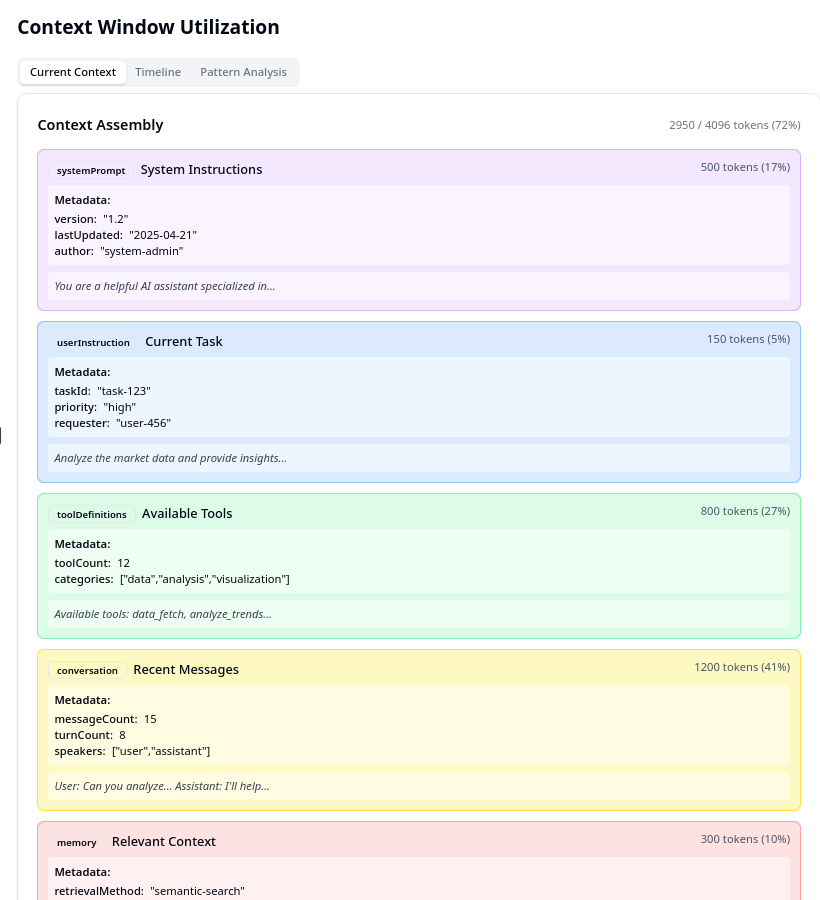 Context Window Utilization
Current Context Timeline Pattern Analysis
Context Assembly 2950 / 4096 tokens (72%)
systemPrompt System Instructions 500 tokens (17%)
Metadata:
version: "1.2"
lastUpdated: "2025-04-21"
author: "system-admin"
You are a helpful AI assistant specialized in...
userInstruction Current Task 150 tokens (5%)
Metadata:
taskId: "task-123"
priority: "high"
requester: "user-456"
Analyze the market data and provide insights...
toolDefinitions Available Tools 800 tokens (27%)
Metadata:
toolCount: 12
categories: ["data","analysis","visualization"]
Available tools: data_fetch, analyze_trends...
conversation Recent Messages 1200 tokens (41%)
Metadata:
messageCount: 15
turnCount: 8
speakers: ["user","assistant"]
User: Can you analyze... Assistant: I'll help...
memory Relevant Context 300 tokens (10%)
Metadata:
retrievalMethod: "semantic-search"